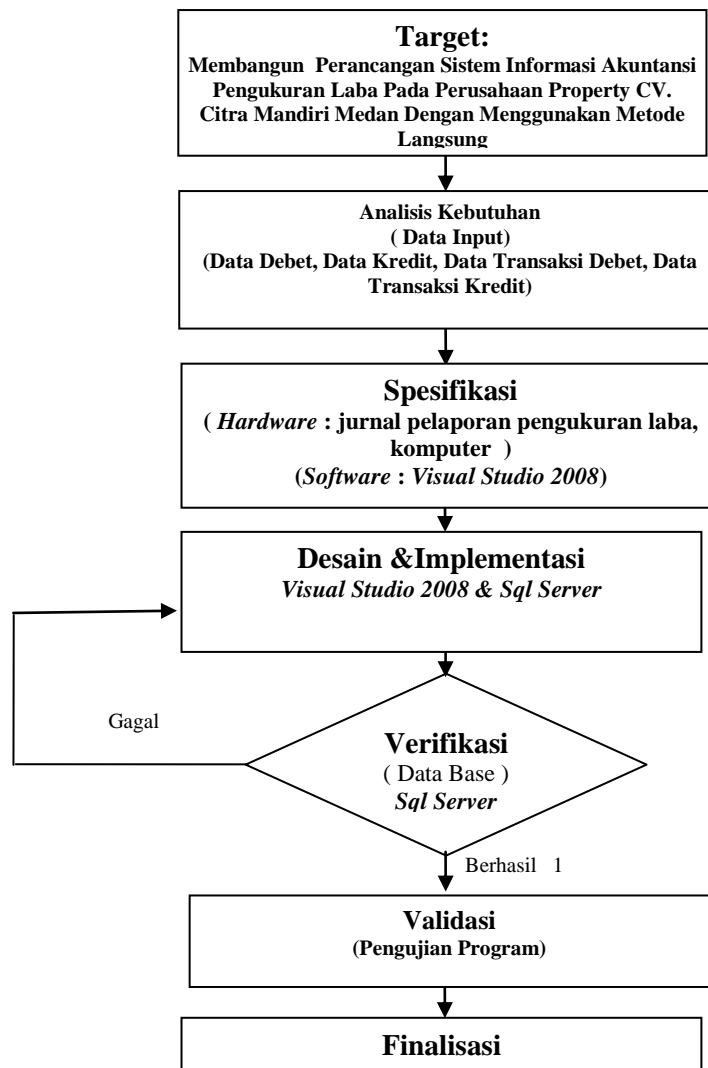 Target:
Membangun Perancangan Sistem Informasi Akuntansi
Pengukuran Laba Pada Perusahaan Property CV.
Citra Mandiri Medan Dengan Menggunakan Metode
Langsung
Analisis Kebutuhan
( Data Input)
(Data Debet, Data Kredit, Data Transaksi Debet, Data
Transaksi Kredit)
Spesifikasi
( Hardware : jurnal pelaporan pengukuran laba,
komputer )
(Software : Visual Studio 2008)
Desain &Implementasi
Visual Studio 2008 & Sql Server
Gagal
Verifikasi
( Data Base )
Sql Server
Berhasil 1
Validasi
(Pengujian Program)
Finalisasi